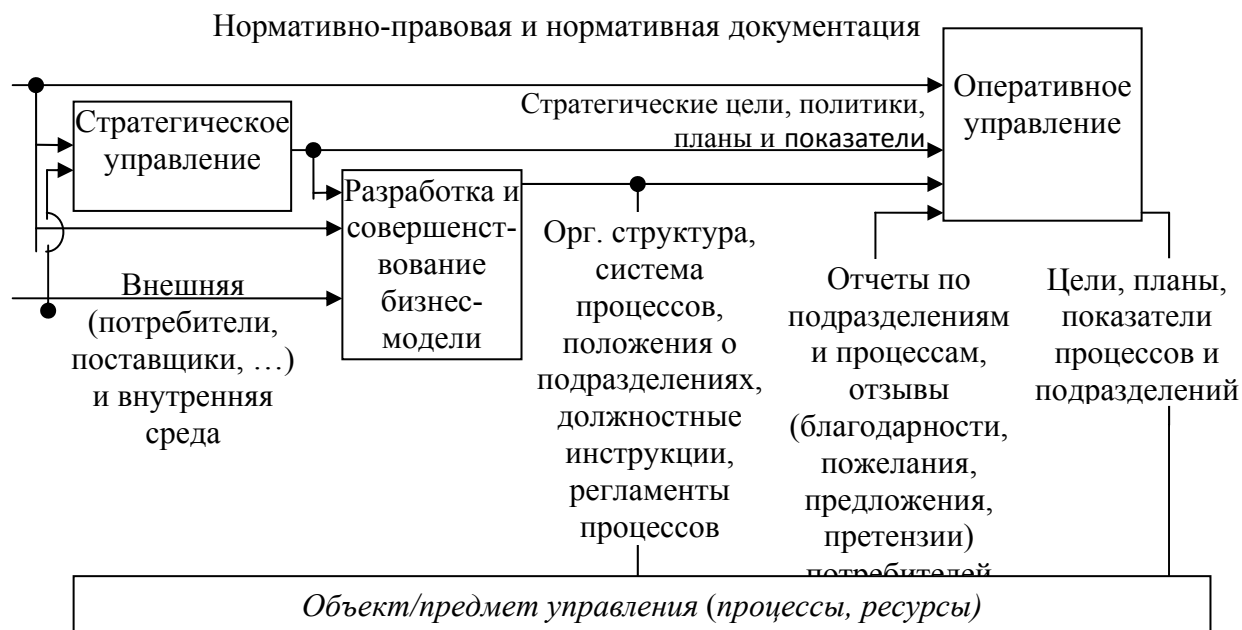 Нормативно-правовая и нормативная документация
Стратегическое
управление
Стратегические цели, политики,
планы и показатели
Оперативное
управление
Разработка и
совершенст-
вование
бизнес-
модели
Внешняя
(потребители,
поставщики, …)
и внутренняя
среда
Орг. структура,
система
процессов,
положения о
подразделениях,
должностные
инструкции,
регламенты
процессов
Отчеты по
подразделениям
и процессам,
отзывы
(благодарности,
пожелания,
предложения,
претензии)
потребителей
Цели, планы,
показатели
процессов и
подразделений
Объект/предмет управления (процессы, ресурсы)